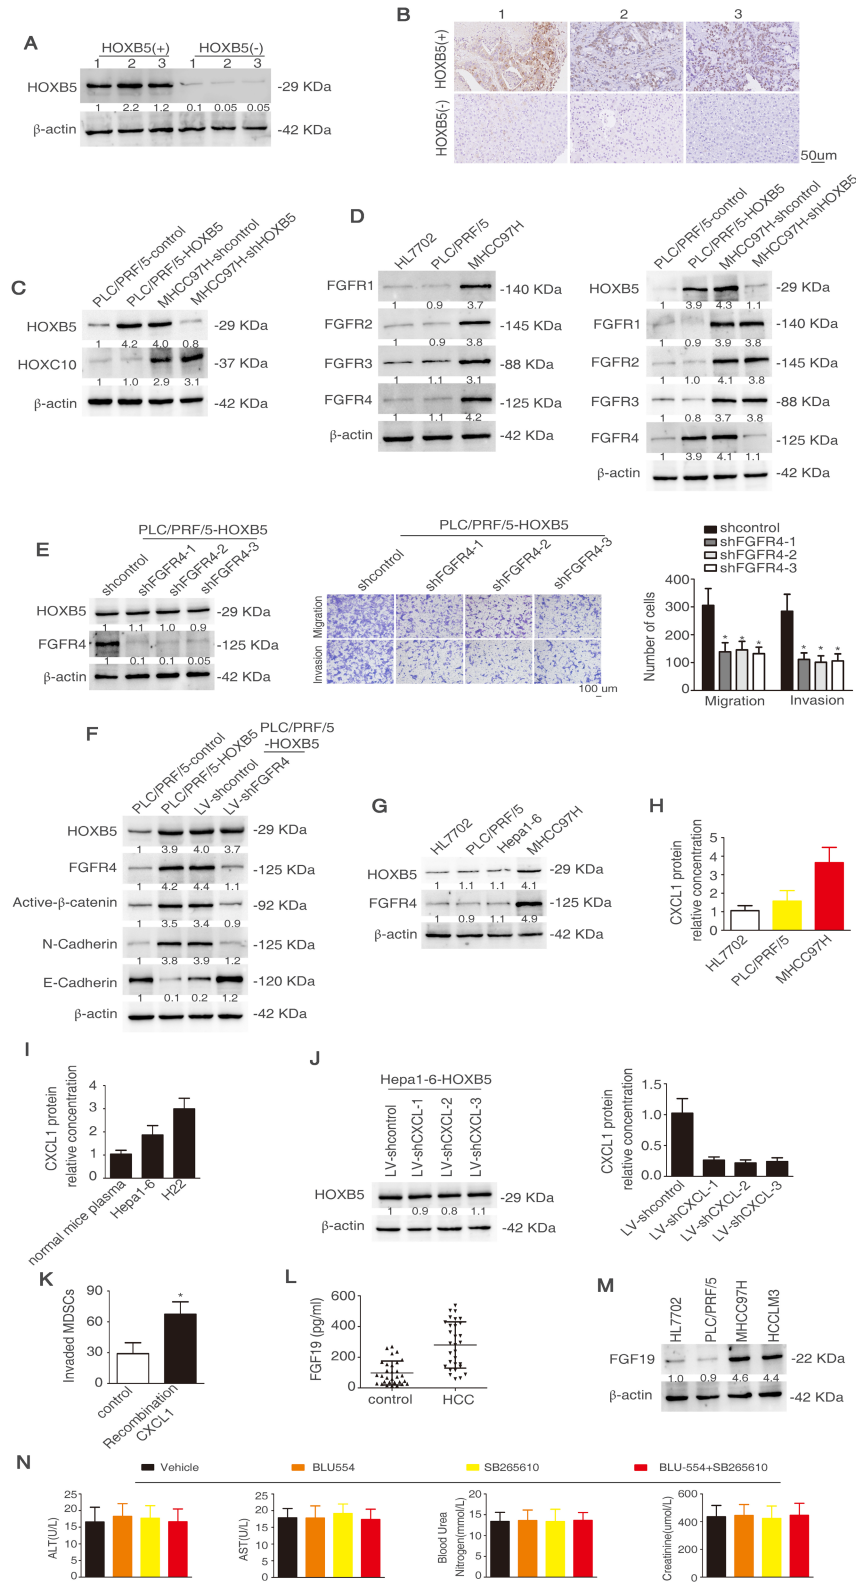 A
HOXB5(+) HOXB5(-)
1 2 3 1 2 3
HOXB5 -29 KDa
1 2.2 1.2 0.1 0.05 0.05
β-actin -42 KDa
B
1 2 3
HOXB5(+)
HOXB5(-)
50um
C
PLC/PRF/5-control
PLC/PRF/5-HOXB5
MHCC97H-shcontrol
MHCC97H-shHOXB5
HOXB5 -29 KDa
1 4.2 4.0 0.8
HOXC10 -37 KDa
1 1.0 2.9 3.1
β-actin -42 KDa
D
HL7702
PLC/PRF/5
MHCC97H
FGFR1 -140 KDa
1 0.9 3.7
FGFR2 -145 KDa
1 0.9 3.8
FGFR3 -88 KDa
1 1.1 3.1
FGFR4 -125 KDa
1 1.1 4.2
β-actin -42 KDa
PLC/PRF/5-control
PLC/PRF/5-HOXB5
MHCC97H-shcontrol
MHCC97H-shHOXB5
HOXB5 -29 KDa
1 3.9 4.3 1.1
FGFR1 -140 KDa
1 0.9 3.9 3.8
FGFR2 -145 KDa
1 1.0 4.1 3.8
FGFR3 -88 KDa
1 0.8 3.7 3.8
FGFR4 -125 KDa
1 3.9 4.1 1.1
β-actin -42 KDa
E
PLC/PRF/5-HOXB5
shcontrol
shFGFR4-1
shFGFR4-2
shFGFR4-3
HOXB5 -29 KDa
1 1.1 1.0 0.9
FGFR4 -125 KDa
1 0.1 0.1 0.05
β-actin -42 KDa
PLC/PRF/5-HOXB5
shcontrol
shFGFR4-1
shFGFR4-2
shFGFR4-3
Migration
Invasion
100 um
shcontrol
shFGFR4-1
shFGFR4-2
shFGFR4-3
Number of cells
400
300
200
100
0
* * * * * *
Migration Invasion
F
PLC/PRF/5
-HOXB5
PLC/PRF/5-control
PLC/PRF/5-HOXB5
LV-shcontrol
LV-shFGFR4
HOXB5 -29 KDa
1 3.9 4.0 3.7
FGFR4 -125 KDa
1 4.2 4.4 1.1
Active-β-catenin -92 KDa
1 3.5 3.4 0.9
N-Cadherin -125 KDa
1 3.8 3.9 1.2
E-Cadherin -120 KDa
1 0.1 0.2 1.2
β-actin -42 KDa
G
HL7702
PLC/PRF/5
Hepa1-6
MHCC97H
HOXB5 -29 KDa
1 1.1 1.1 4.1
FGFR4 -125 KDa
1 0.9 1.1 4.9
β-actin -42 KDa
H
CXCL1 protein
relative concentration
5
4
3
2
1
0
HL7702
PLC/PRF/5
MHCC97H
I
CXCL1 protein
relative concentration
4
3
2
1
0
normal mice plasma
Hepa1-6
H22
J
Hepa1-6-HOXB5
LV-shcontrol
LV-shCXCL-1
LV-shCXCL-2
LV-shCXCL-3
HOXB5 -29 KDa
1 0.9 0.8 1.1
β-actin -42 KDa
CXCL1 protein
relative concentration
1.5
1.0
0.5
0.0
LV-shcontrol
LV-shCXCL-1
LV-shCXCL-2
LV-shCXCL-3
K
Invaded MDSCs
90
60
30
0
*
control
Recombination
CXCL1
L
FGF19 (pg/ml)
600
400
200
0
control HCC
M
HL7702
PLC/PRF/5
MHCC97H
HCCLM3
FGF19 -22 KDa
1.0 0.9 4.6 4.4
β-actin -42 KDa
N
Vehicle BLU554 SB265610 BLU-554+SB265610
ALT(U/L)
25
20
15
10
5
0
AST(U/L)
25
20
15
10
5
0
Blood Urea
Nitrogen(mmol/L)
20
15
10
5
0
Creatinine(umol/L)
600
400
200
0